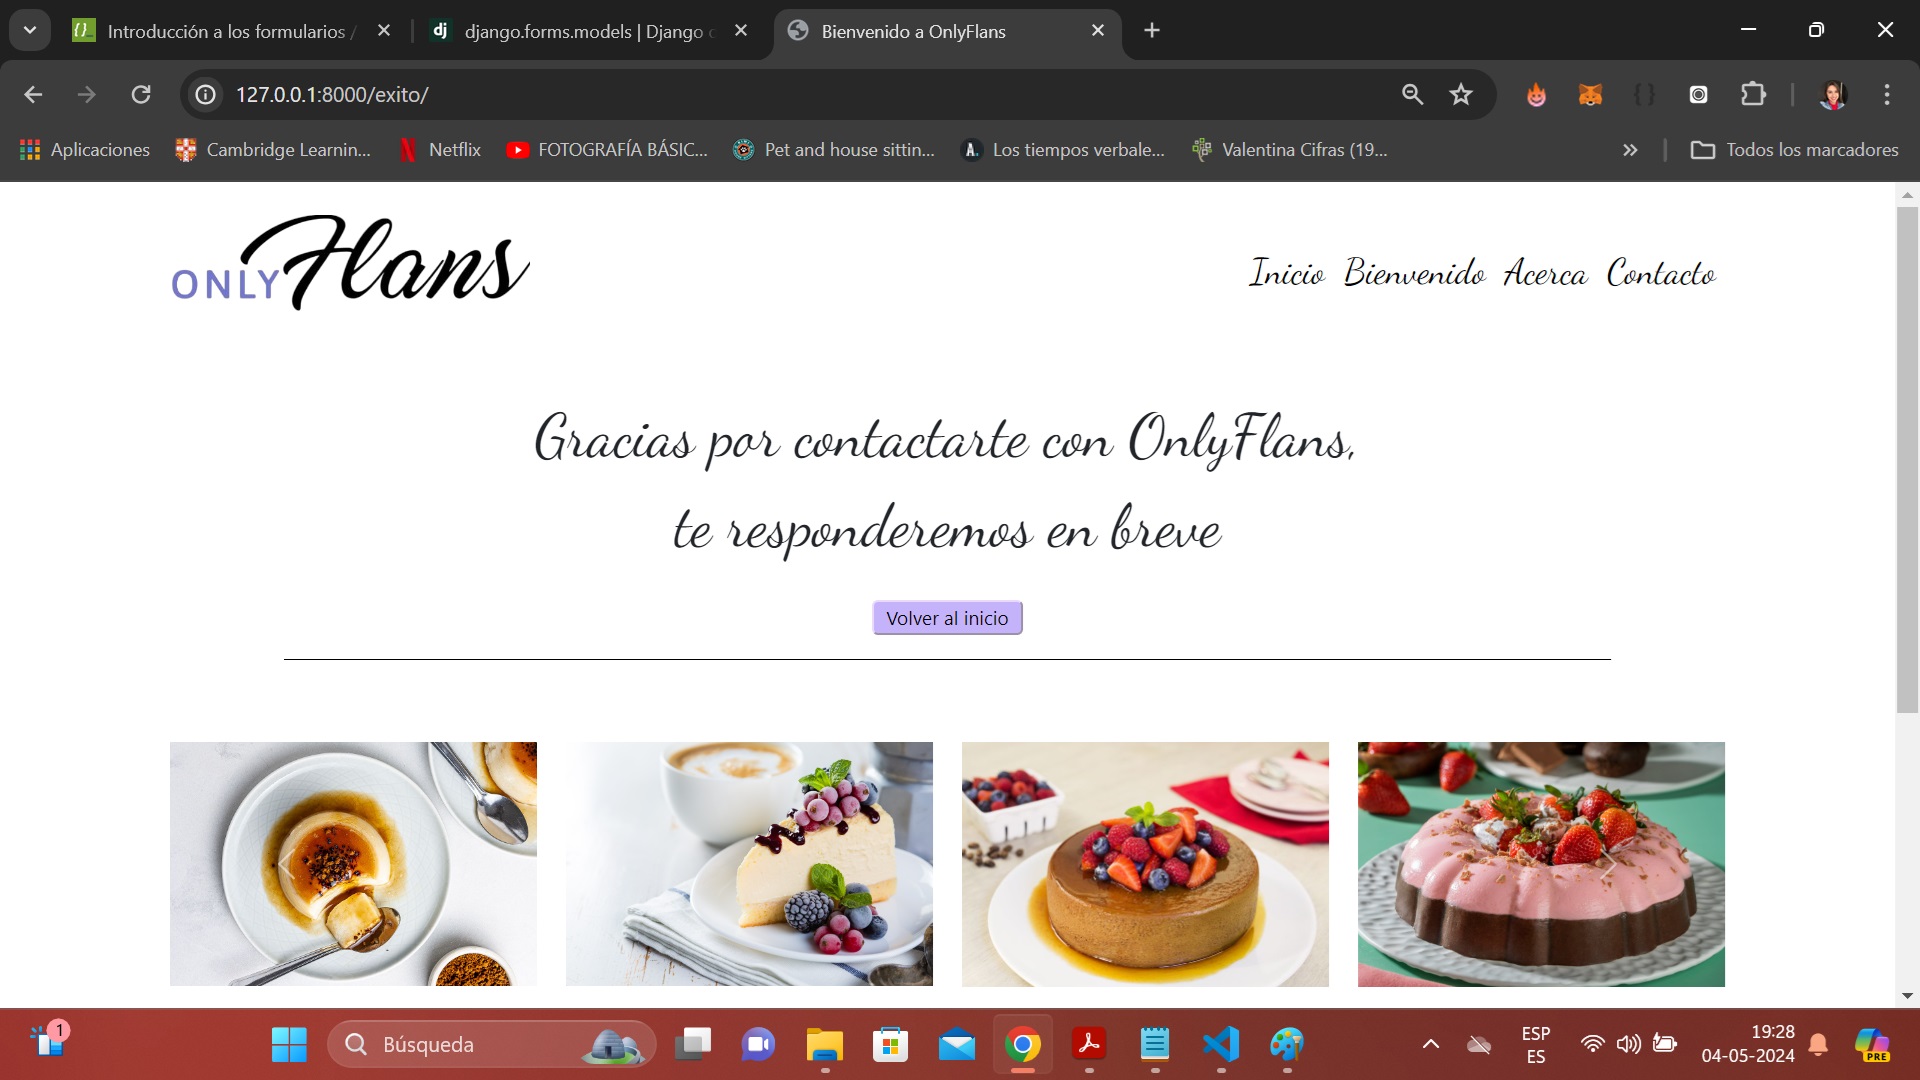 Introducción a los formularios /
django.forms.models | Django
Bienvenido a OnlyFlans
127.0.0.1:8000/exito/
Aplicaciones
Cambridge Learnin...
Netflix
FOTOGRAFÍA BÁSIC...
Pet and house sittin...
A.
Los tiempos verbale...
Valentina Cifras (19...
Todos los marcadores
ONLY Flans
Inicio Bienvenido Acerca Contacto
Gracias por contactarte con OnlyFlans,
te responderemos en breve
Volver al inicio
1
Búsqueda
ESP
ES
19:28
04-05-2024
PRE